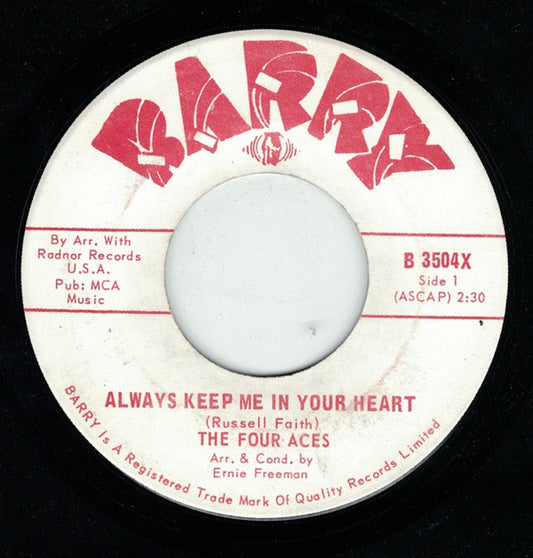 BARRY
By Arr. With
Radnor Records
U.S.A.
Pub: MCA
Music
B 3504X
Side 1
(ASCAP) 2:30
ALWAYS KEEP ME IN YOUR HEART
(Russell Faith)
THE FOUR ACES
Arr. & Cond. by
Ernie Freeman
BARRY Is A Registered Trade Mark Of Quality Records Limited